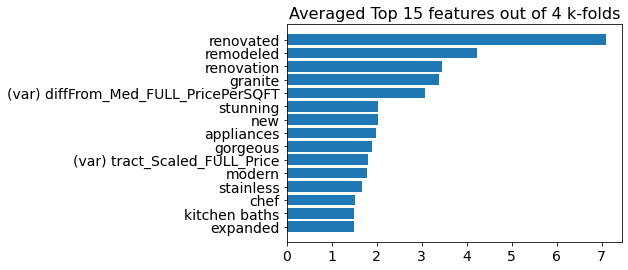 Averaged Top 15 features out of 4 k-folds
renovated
remodeled
renovation
granite
(var) diffFrom_Med_FULL_PricePerSQFT
stunning
new
appliances
gorgeous
(var) tract_Scaled_FULL_Price
modern
stainless
chef
kitchen baths
expanded
0 1 2 3 4 5 6 7